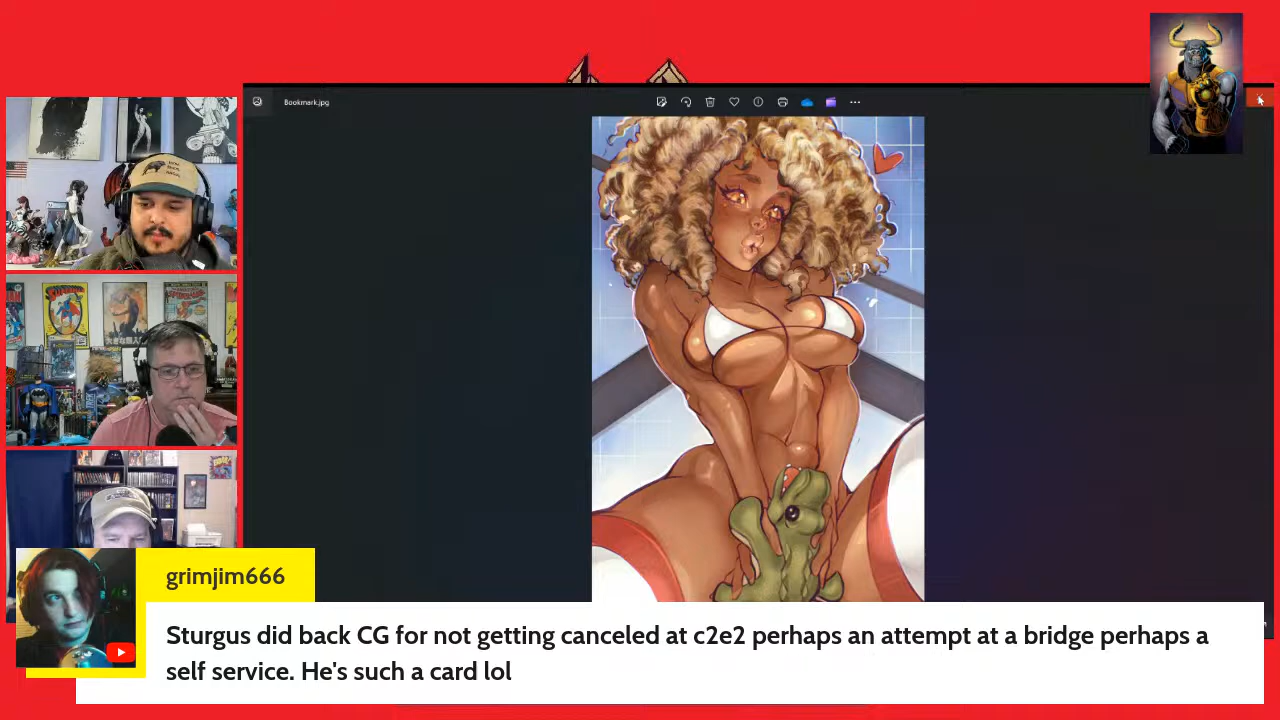 Bookmark.jpg
grimjim666
Sturgus did back CG for not getting canceled at c2e2 perhaps an attempt at a bridge perhaps a
self service. He's such a card lol